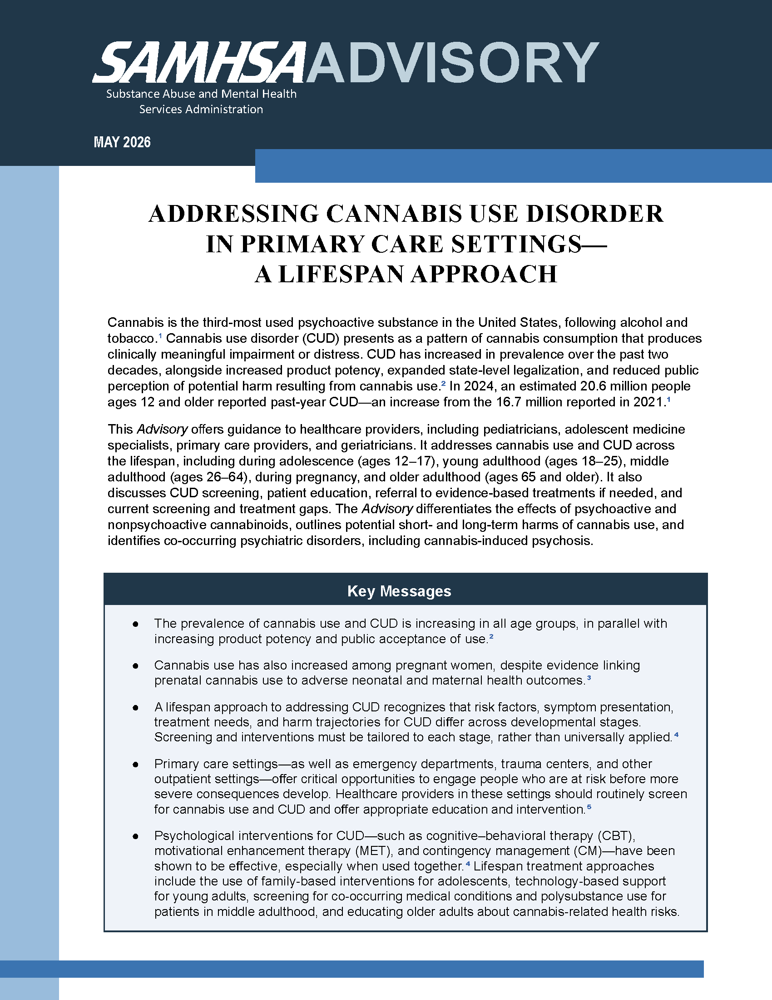 SAMHSA ADVISORY
Substance Abuse and Mental Health
Services Administration
MAY 2026
ADDRESSING CANNABIS USE DISORDER
IN PRIMARY CARE SETTINGS—
A LIFESPAN APPROACH
Cannabis is the third-most used psychoactive substance in the United States, following alcohol and
tobacco.1 Cannabis use disorder (CUD) presents as a pattern of cannabis consumption that produces
clinically meaningful impairment or distress. CUD has increased in prevalence over the past two
decades, alongside increased product potency, expanded state-level legalization, and reduced public
perception of potential harm resulting from cannabis use.2 In 2024, an estimated 20.6 million people
ages 12 and older reported past-year CUD—an increase from the 16.7 million reported in 2021.1
This Advisory offers guidance to healthcare providers, including pediatricians, adolescent medicine
specialists, primary care providers, and geriatricians. It addresses cannabis use and CUD across
the lifespan, including during adolescence (ages 12–17), young adulthood (ages 18–25), middle
adulthood (ages 26–64), during pregnancy, and older adulthood (ages 65 and older). It also
discusses CUD screening, patient education, referral to evidence-based treatments if needed, and
current screening and treatment gaps. The Advisory differentiates the effects of psychoactive and
nonpsychoactive cannabinoids, outlines potential short- and long-term harms of cannabis use, and
identifies co-occurring psychiatric disorders, including cannabis-induced psychosis.
Key Messages
● The prevalence of cannabis use and CUD is increasing in all age groups, in parallel with
increasing product potency and public acceptance of use.2
● Cannabis use has also increased among pregnant women, despite evidence linking
prenatal cannabis use to adverse neonatal and maternal health outcomes.3
● A lifespan approach to addressing CUD recognizes that risk factors, symptom presentation,
treatment needs, and harm trajectories for CUD differ across developmental stages.
Screening and interventions must be tailored to each stage, rather than universally applied.4
● Primary care settings—as well as emergency departments, trauma centers, and other
outpatient settings—offer critical opportunities to engage people who are at risk before more
severe consequences develop. Healthcare providers in these settings should routinely screen
for cannabis use and CUD and offer appropriate education and intervention.5
● Psychological interventions for CUD—such as cognitive–behavioral therapy (CBT),
motivational enhancement therapy (MET), and contingency management (CM)—have been
shown to be effective, especially when used together.4 Lifespan treatment approaches
include the use of family-based interventions for adolescents, technology-based support
for young adults, screening for co-occurring medical conditions and polysubstance use for
patients in middle adulthood, and educating older adults about cannabis-related health risks.